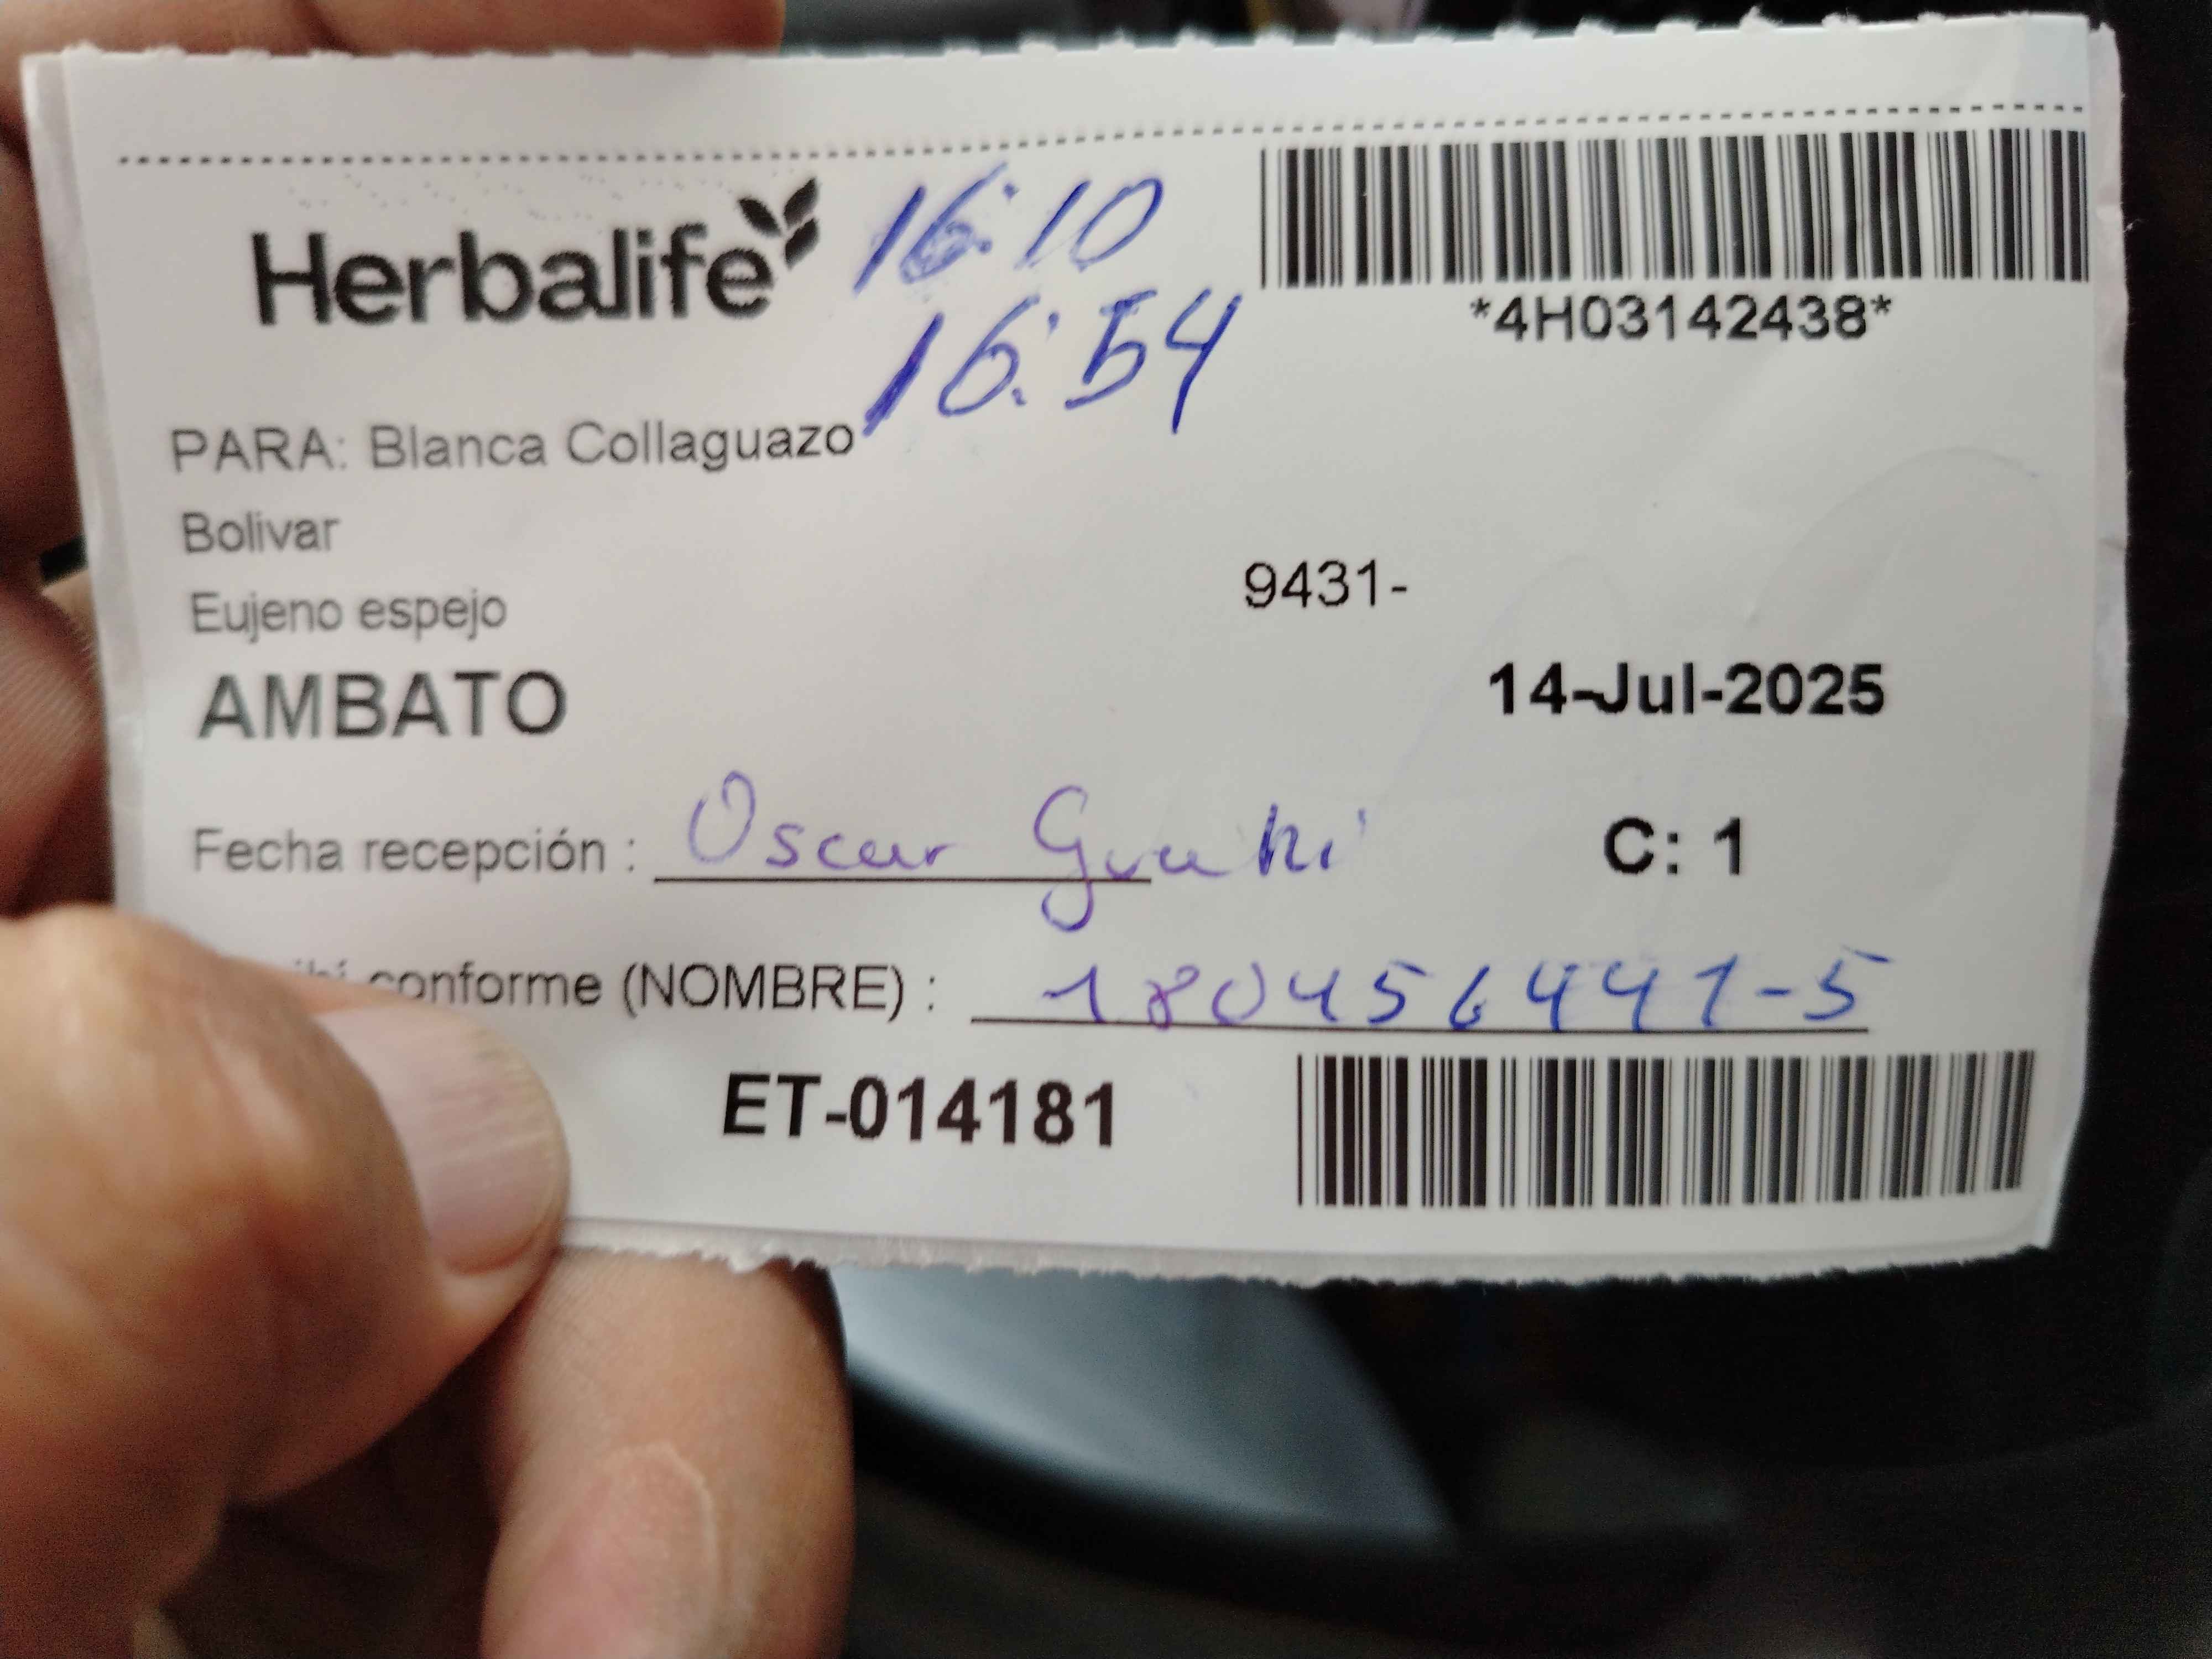 Herbalife
16:10
16:54
*4H03142438*
PARA: Blanca Collaguazo
Bolivar
Eujeno espejo
9431-
AMBATO
14-Jul-2025
Fecha recepción : Oscar
C: 1
conforme (NOMBRE) : 180456441-5
ET-014181